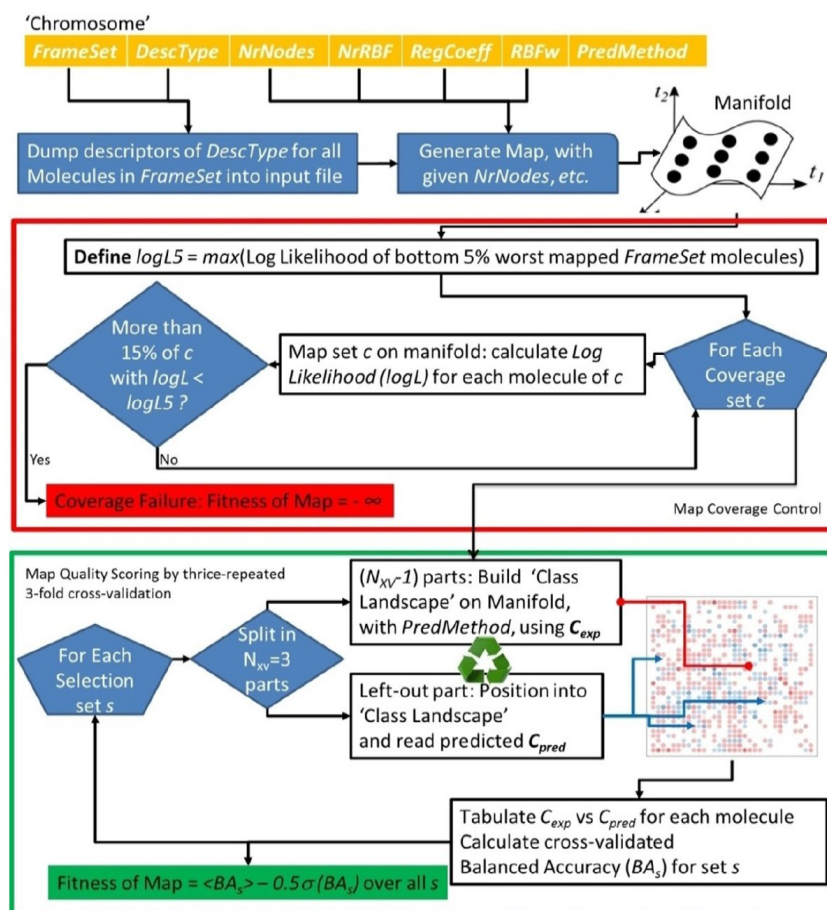 ‘Chromosome’
FrameSet DescType NrNodes NrRBF RegCoeff RBFw PredMethod
t2
Manifold
t1
Dump descriptors of DescType for all
Molecules in FrameSet into input file
Generate Map, with
given NrNodes, etc.
Define logL5 = max(Log Likelihood of bottom 5% worst mapped FrameSet molecules)
More than
15% of c
with logL <
logL5 ?
Map set c on manifold: calculate Log
Likelihood (logL) for each molecule of c
For Each
Coverage
set c
Yes
No
Coverage Failure: Fitness of Map = - ∞
Map Coverage Control
Map Quality Scoring by thrice-repeated
3-fold cross-validation
(NXV-1) parts: Build ‘Class
Landscape’ on Manifold,
with PredMethod, using Cexp
For Each
Selection
set s
Split in
Nxv=3
parts
Left-out part: Position into
‘Class Landscape’
and read predicted Cpred
Tabulate Cexp vs Cpred for each molecule
Calculate cross-validated
Balanced Accuracy (BAs) for set s
Fitness of Map = <BAs> – 0.5σ(BAs) over all s